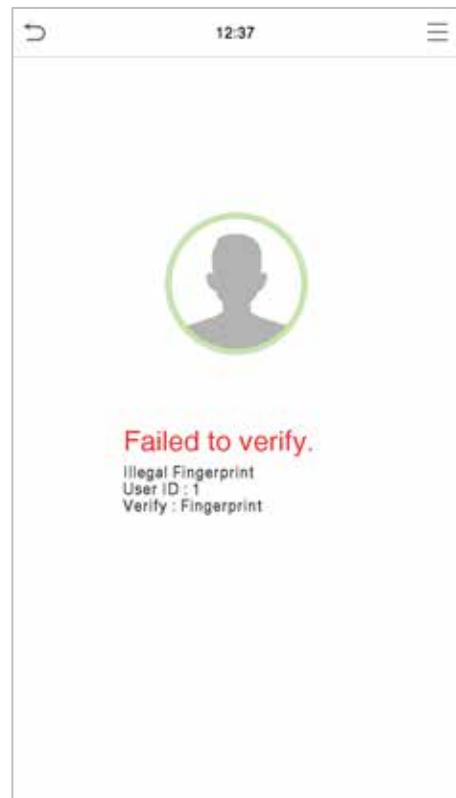 12:37
Failed to verify.
Illegal Fingerprint
User ID : 1
Verify : Fingerprint